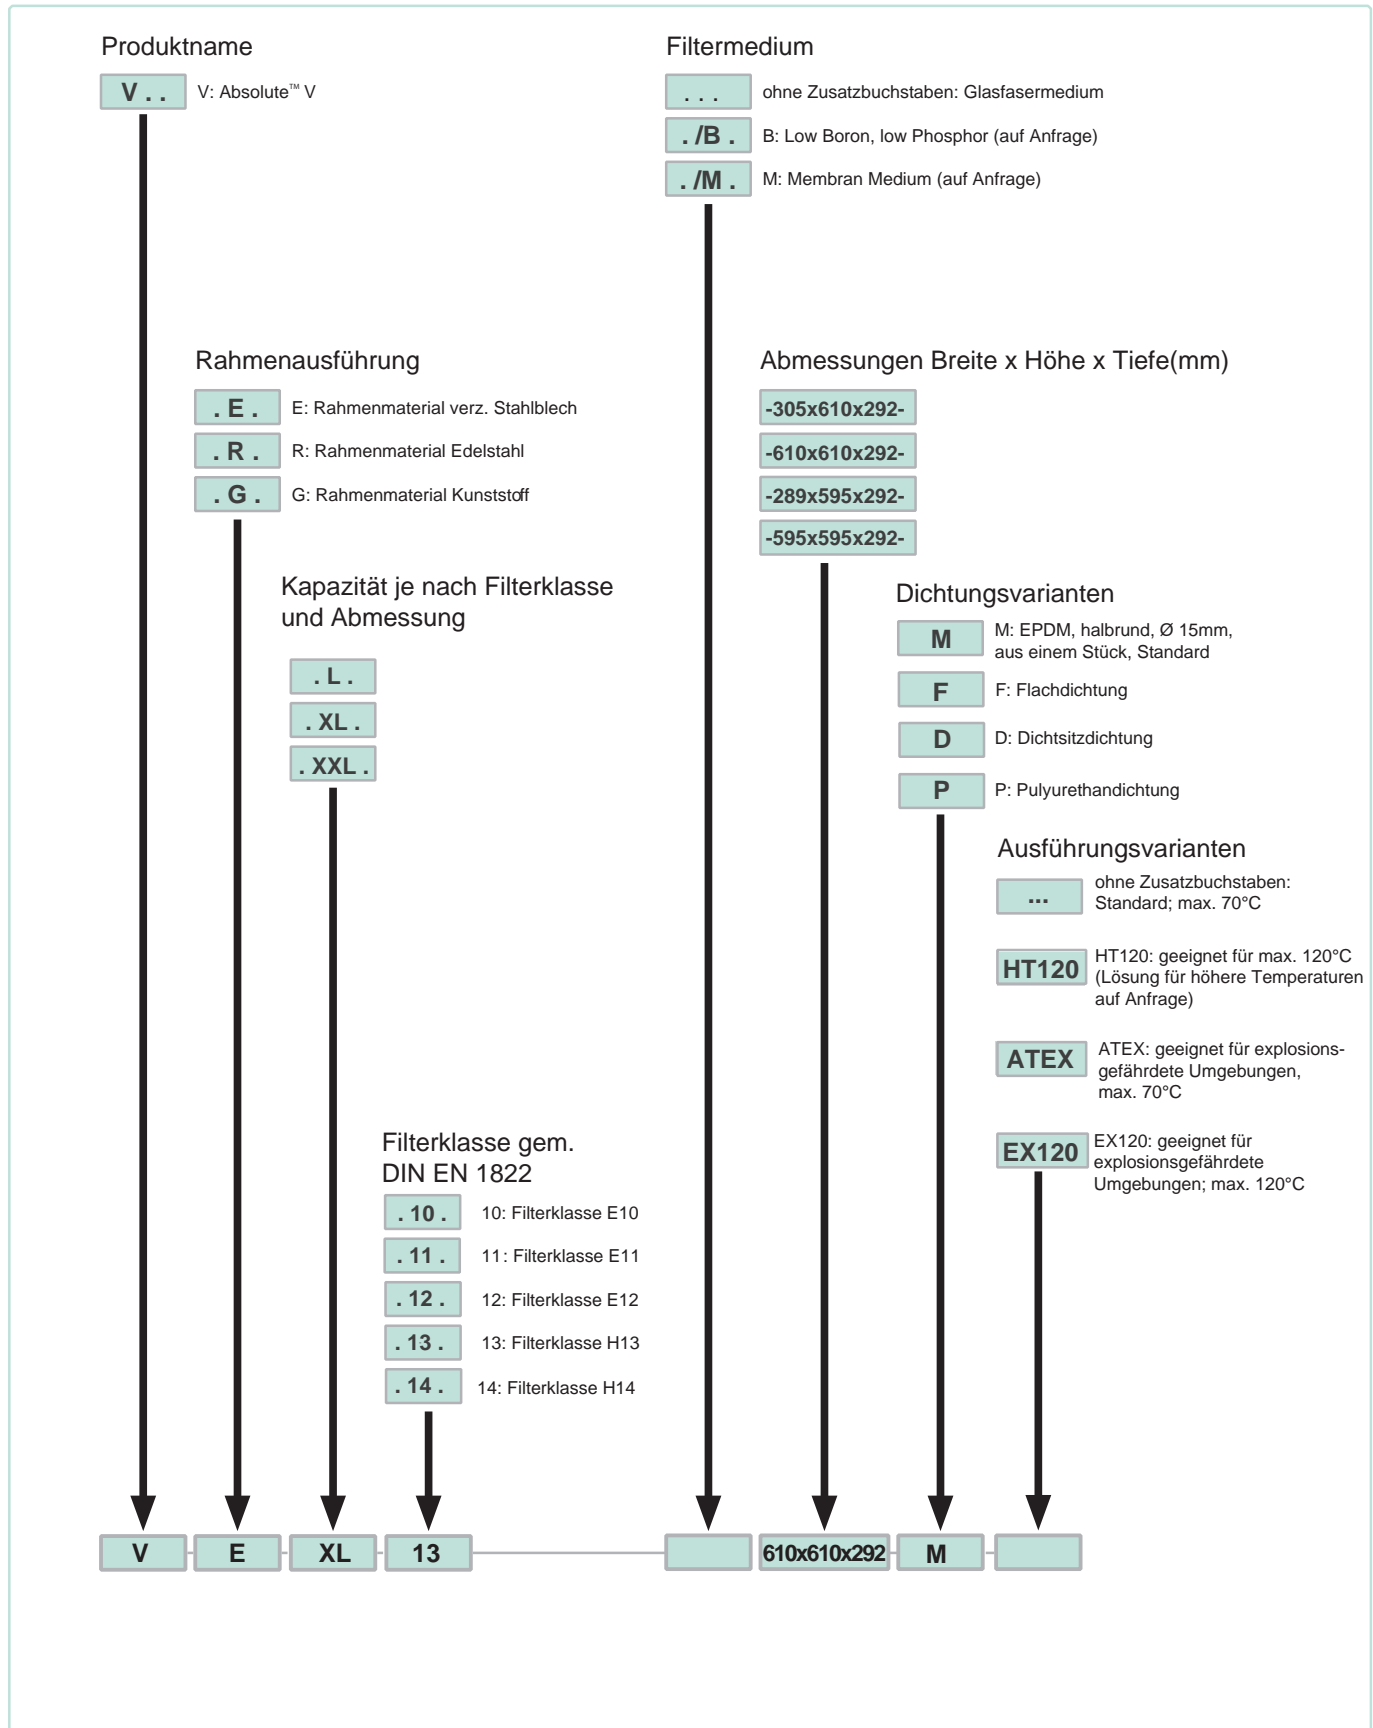 Produktname
V . .
V: Absolute™ V
Filtermedium
. . .
ohne Zusatzbuchstaben: Glasfasermedium
. /B .
B: Low Boron, low Phosphor (auf Anfrage)
. /M .
M: Membran Medium (auf Anfrage)
Rahmenausführung
. E .
E: Rahmenmaterial verz. Stahlblech
. R .
R: Rahmenmaterial Edelstahl
. G .
G: Rahmenmaterial Kunststoff
Abmessungen Breite x Höhe x Tiefe(mm)
-305x610x292-
-610x610x292-
-289x595x292-
-595x595x292-
Kapazität je nach Filterklasse
und Abmessung
. L .
. XL .
. XXL .
Dichtungsvarianten
M
M: EPDM, halbrund, Ø 15mm,
aus einem Stück, Standard
F
F: Flachdichtung
D
D: Dichtsitzdichtung
P
P: Pulyurethandichtung
Ausführungsvarianten
...
ohne Zusatzbuchstaben:
Standard; max. 70°C
HT120
HT120: geeignet für max. 120°C
(Lösung für höhere Temperaturen
auf Anfrage)
ATEX
ATEX: geeignet für explosions-
gefährdete Umgebungen,
max. 70°C
EX120
EX120: geeignet für
explosionsgefährdete
Umgebungen; max. 120°C
Filterklasse gem.
DIN EN 1822
. 10 .
10: Filterklasse E10
. 11 .
11: Filterklasse E11
. 12 .
12: Filterklasse E12
. 13 .
13: Filterklasse H13
. 14 .
14: Filterklasse H14
V
E
XL
13
610x610x292
M